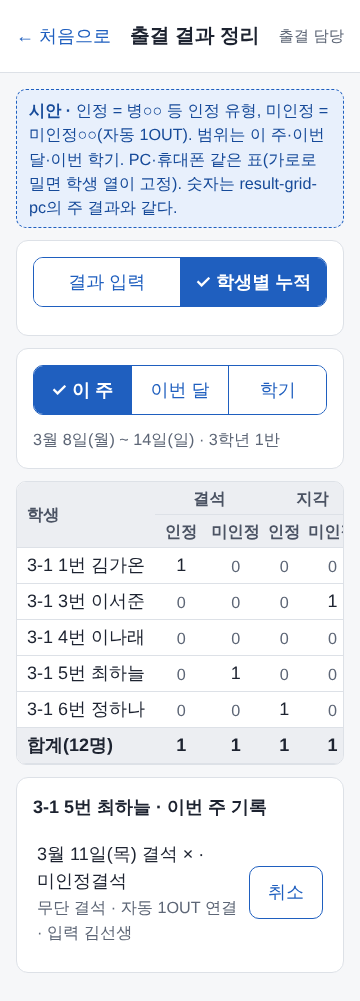 ← 처음으로 출결 결과 정리 출결 담당
시안 · 인정 = 병○○ 등 인정 유형, 미인정 =
미인정○○(자동 1OUT). 범위는 이 주·이번
달·이번 학기. PC·휴대폰 같은 표(가로로
밀면 학생 열이 고정). 숫자는 result-grid-
pc의 주 결과와 같다.
결과 입력 ✓ 학생별 누적
✓ 이 주 이번 달 학기
3월 8일(월) ~ 14일(일) · 3학년 1반
학생 결석 지각
인정 미인정 인정 미인
3-1 1번 김가온 1 0 0 0
3-1 3번 이서준 0 0 0 1
3-1 4번 이나래 0 0 0 0
3-1 5번 최하늘 0 1 0 0
3-1 6번 정하나 0 0 1 0
합계(12명) 1 1 1 1
3-1 5번 최하늘 · 이번 주 기록
3월 11일(목) 결석 × ·
미인정결석
무단 결석 · 자동 1OUT 연결
· 입력 김선생
취소